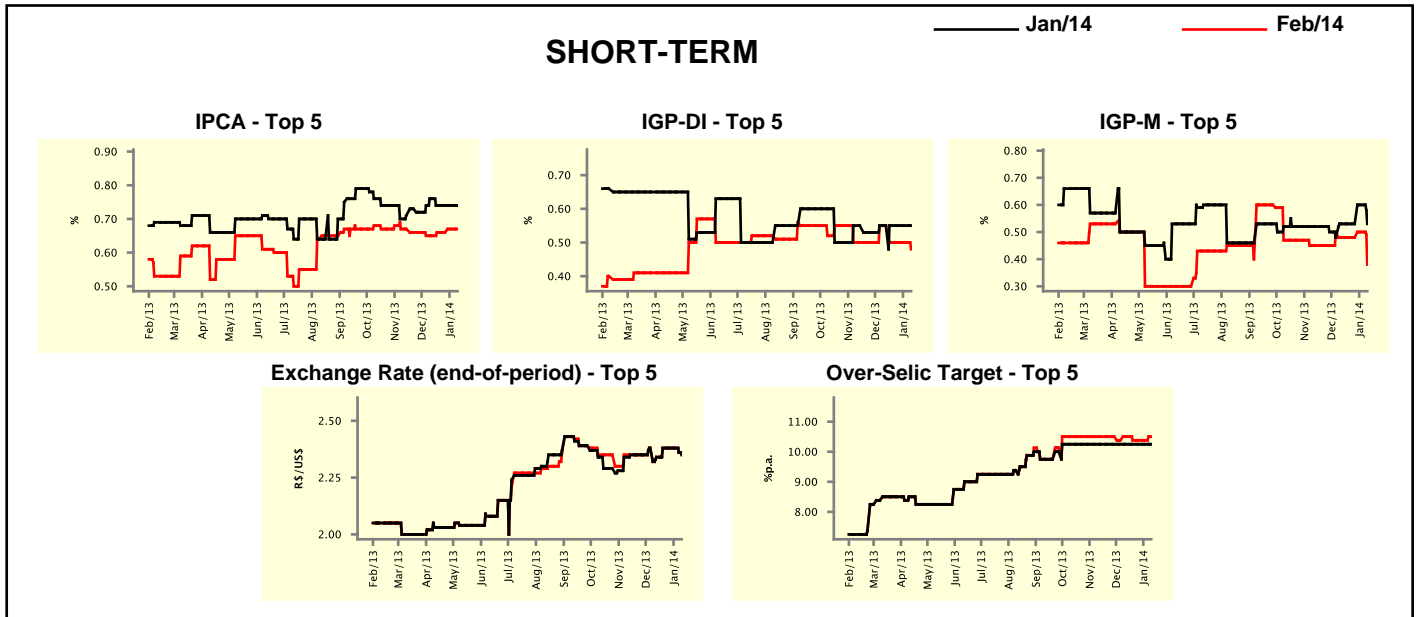 Jan/14
Feb/14
SHORT-TERM
IPCA - Top 5
IGP-DI - Top 5
IGP-M - Top 5
0.90
0.80
0.70
0.60
0.50
%
Feb/13
Mar/13
Apr/13
May/13
Jun/13
Jul/13
Aug/13
Sep/13
Oct/13
Nov/13
Dec/13
Jan/14
0.70
0.60
0.50
0.40
%
Feb/13
Mar/13
Apr/13
May/13
Jun/13
Jul/13
Aug/13
Sep/13
Oct/13
Nov/13
Dec/13
Jan/14
0.80
0.70
0.60
0.50
0.40
0.30
%
Feb/13
Mar/13
Apr/13
May/13
Jun/13
Jul/13
Aug/13
Sep/13
Oct/13
Nov/13
Dec/13
Jan/14
Exchange Rate (end-of-period) - Top 5
Over-Selic Target - Top 5
2.50
2.25
2.00
R$/US$
Feb/13
Mar/13
Apr/13
May/13
Jun/13
Jul/13
Aug/13
Sep/13
Oct/13
Nov/13
Dec/13
Jan/14
11.00
10.00
9.00
8.00
%p.a.
Feb/13
Mar/13
Apr/13
May/13
Jun/13
Jul/13
Aug/13
Sep/13
Oct/13
Nov/13
Dec/13
Jan/14